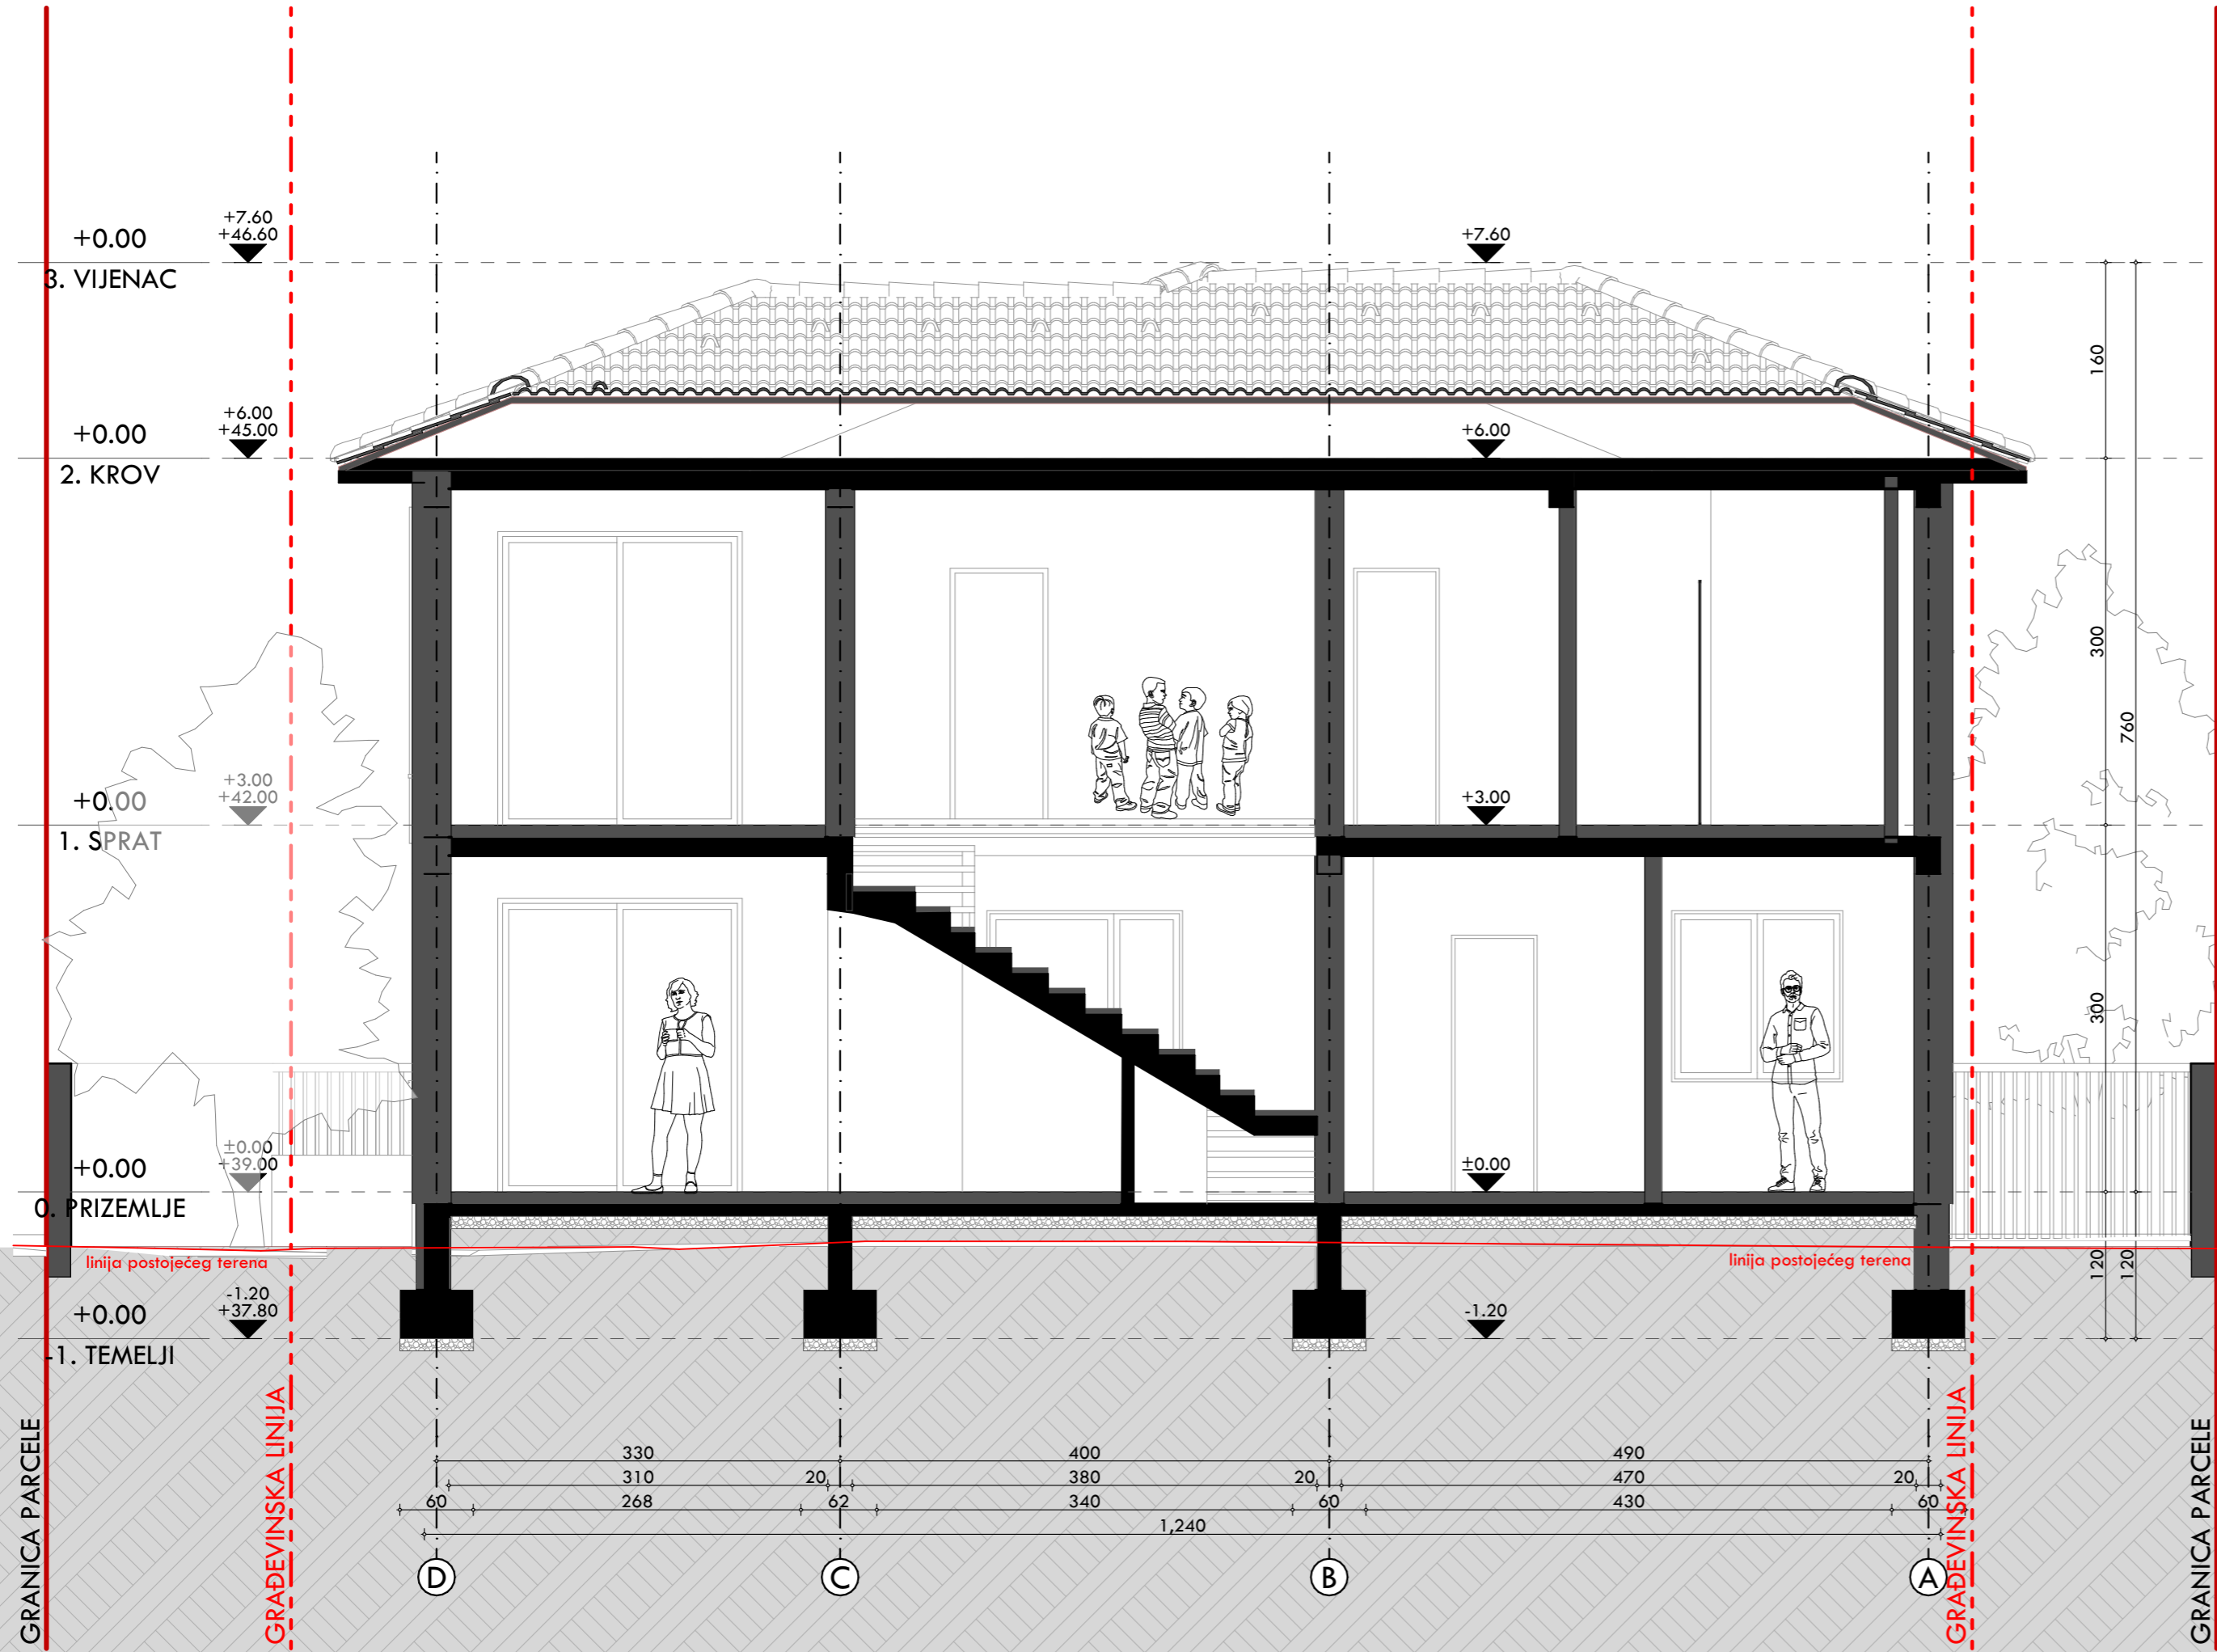 +7.60
+46.60
+0.00
3. VIJENAC
+7.60
160
+6.00
+45.00
+0.00
2. KROV
+6.00
300
760
+3.00
+42.00
+0.00
1. SPRAT
+3.00
300
±0.00
+39.00
+0.00
0. PRIZEMLJE
±0.00
linija postojećeg terena
linija postojećeg terena
120
120
-1.20
+37.80
+0.00
-1. TEMELJI
-1.20
GRANICA PARCELE
GRAĐEVINSKA LINIJA
GRAĐEVINSKA LINIJA
GRANICA PARCELE
330 400 490
310 20 380 20 470 20
60 268 62 340 60 430 60
1,240
D C B A